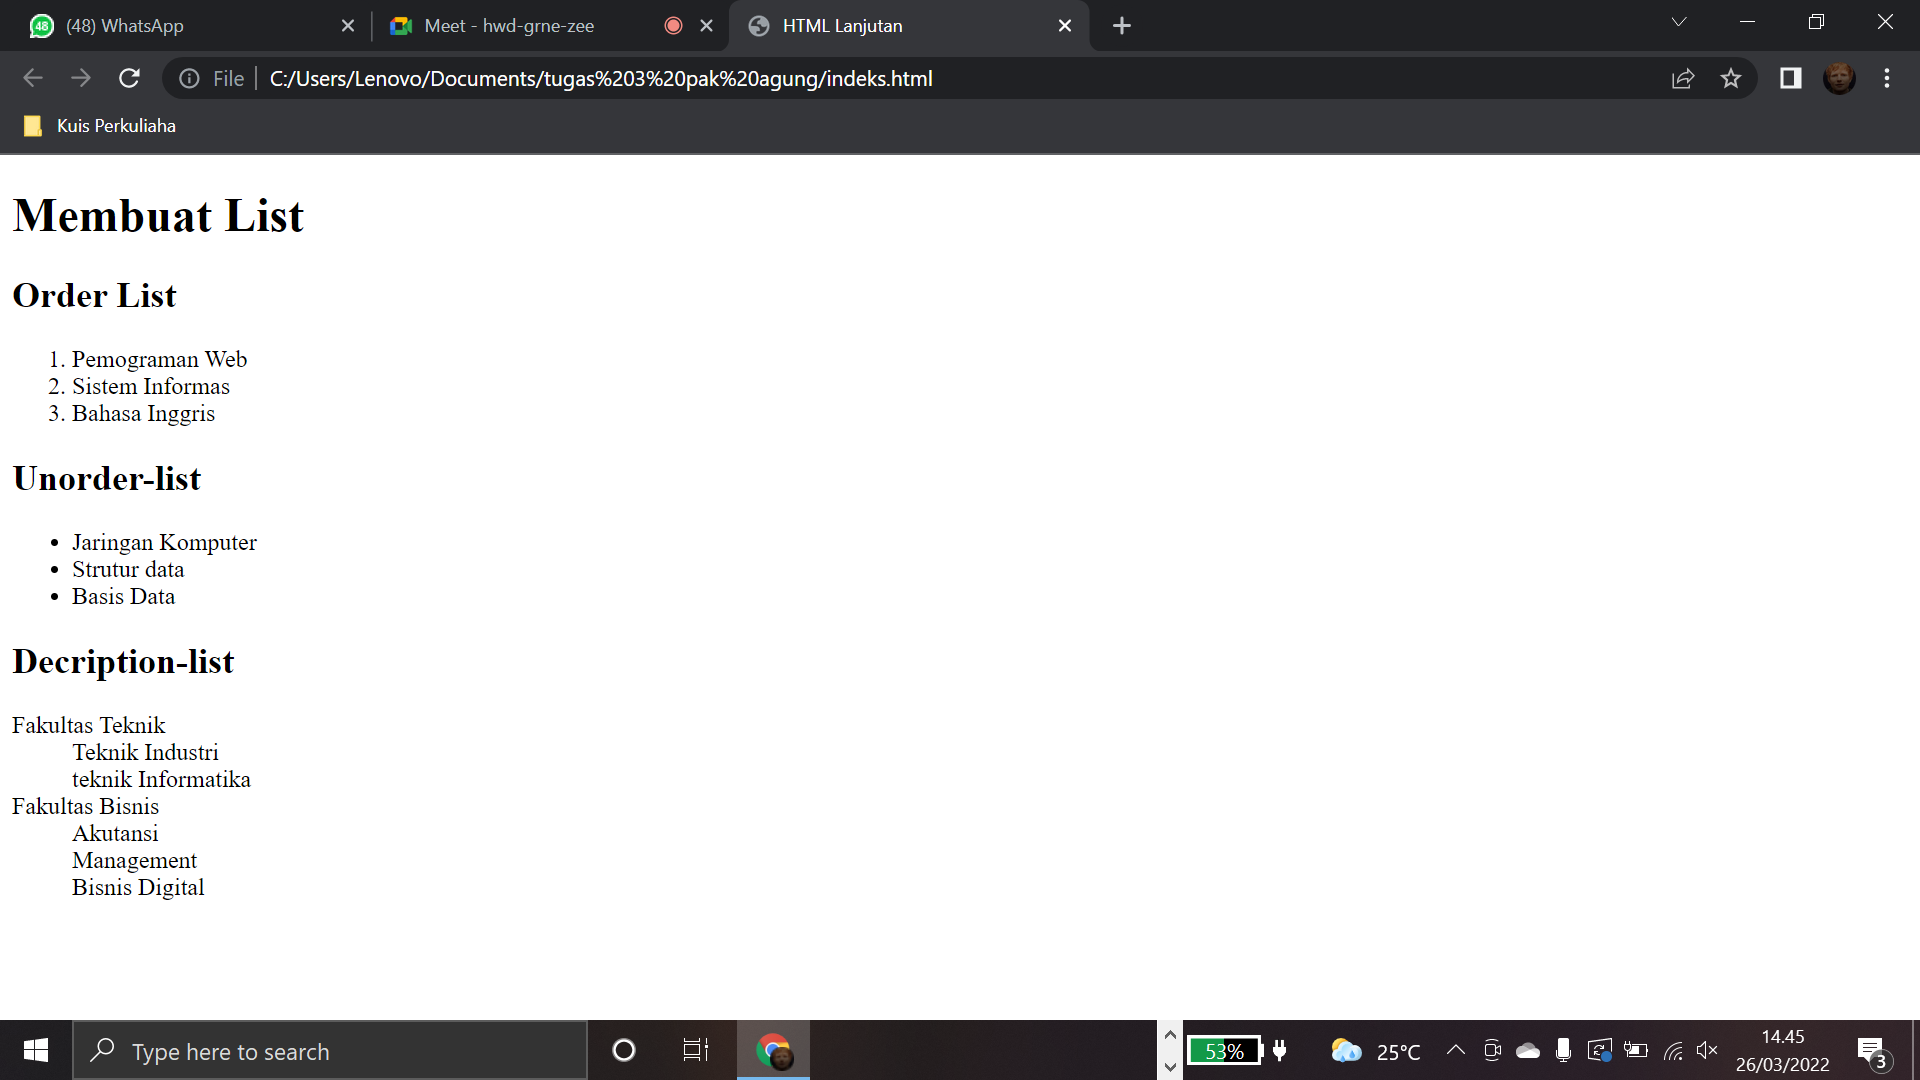 (48) WhatsApp
Meet - hwd-grne-zee
HTML Lanjutan
File
C:/Users/Lenovo/Documents/tugas%203%20pak%20agung/indeks.html
Kuis Perkuliaha
Membuat List
Order List
1. Pemograman Web
2. Sistem Informas
3. Bahasa Inggris
Unorder-list
• Jaringan Komputer
• Strutur data
• Basis Data
Decription-list
Fakultas Teknik
Teknik Industri
teknik Informatika
Fakultas Bisnis
Akutansi
Management
Bisnis Digital
Type here to search
53%
25°C
14.45
26/03/2022
3